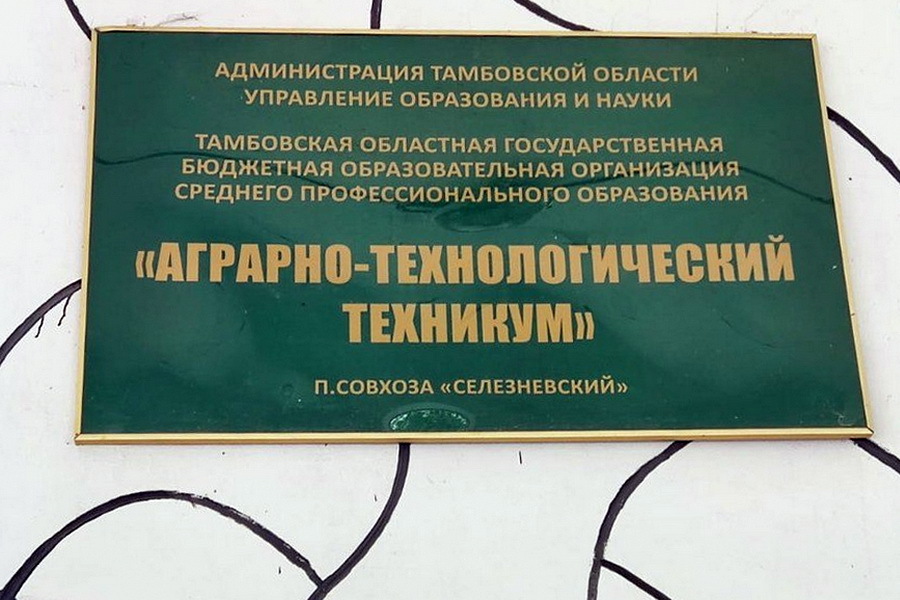 АДМИНИСТРАЦИЯ ТАМБОВСКОЙ ОБЛАСТИ
УПРАВЛЕНИЕ ОБРАЗОВАНИЯ И НАУКИ
ТАМБОВСКАЯ ОБЛАСТНАЯ ГОСУДАРСТВЕННАЯ
БЮДЖЕТНАЯ ОБРАЗОВАТЕЛЬНАЯ ОРГАНИЗАЦИЯ
СРЕДНЕГО ПРОФЕССИОНАЛЬНОГО ОБРАЗОВАНИЯ
«АГРАРНО-ТЕХНОЛОГИЧЕСКИЙ
ТЕХНИКУМ»
П.СОВХОЗА «СЕЛЕЗНЕВСКИЙ»